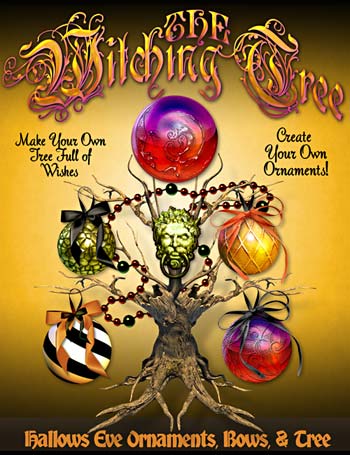 THE
Witching Tree
Make Your Own
Tree Full of
Wishes
Create
Your Own
Ornaments!
Hallows Eve Ornaments, Bows, & Tree